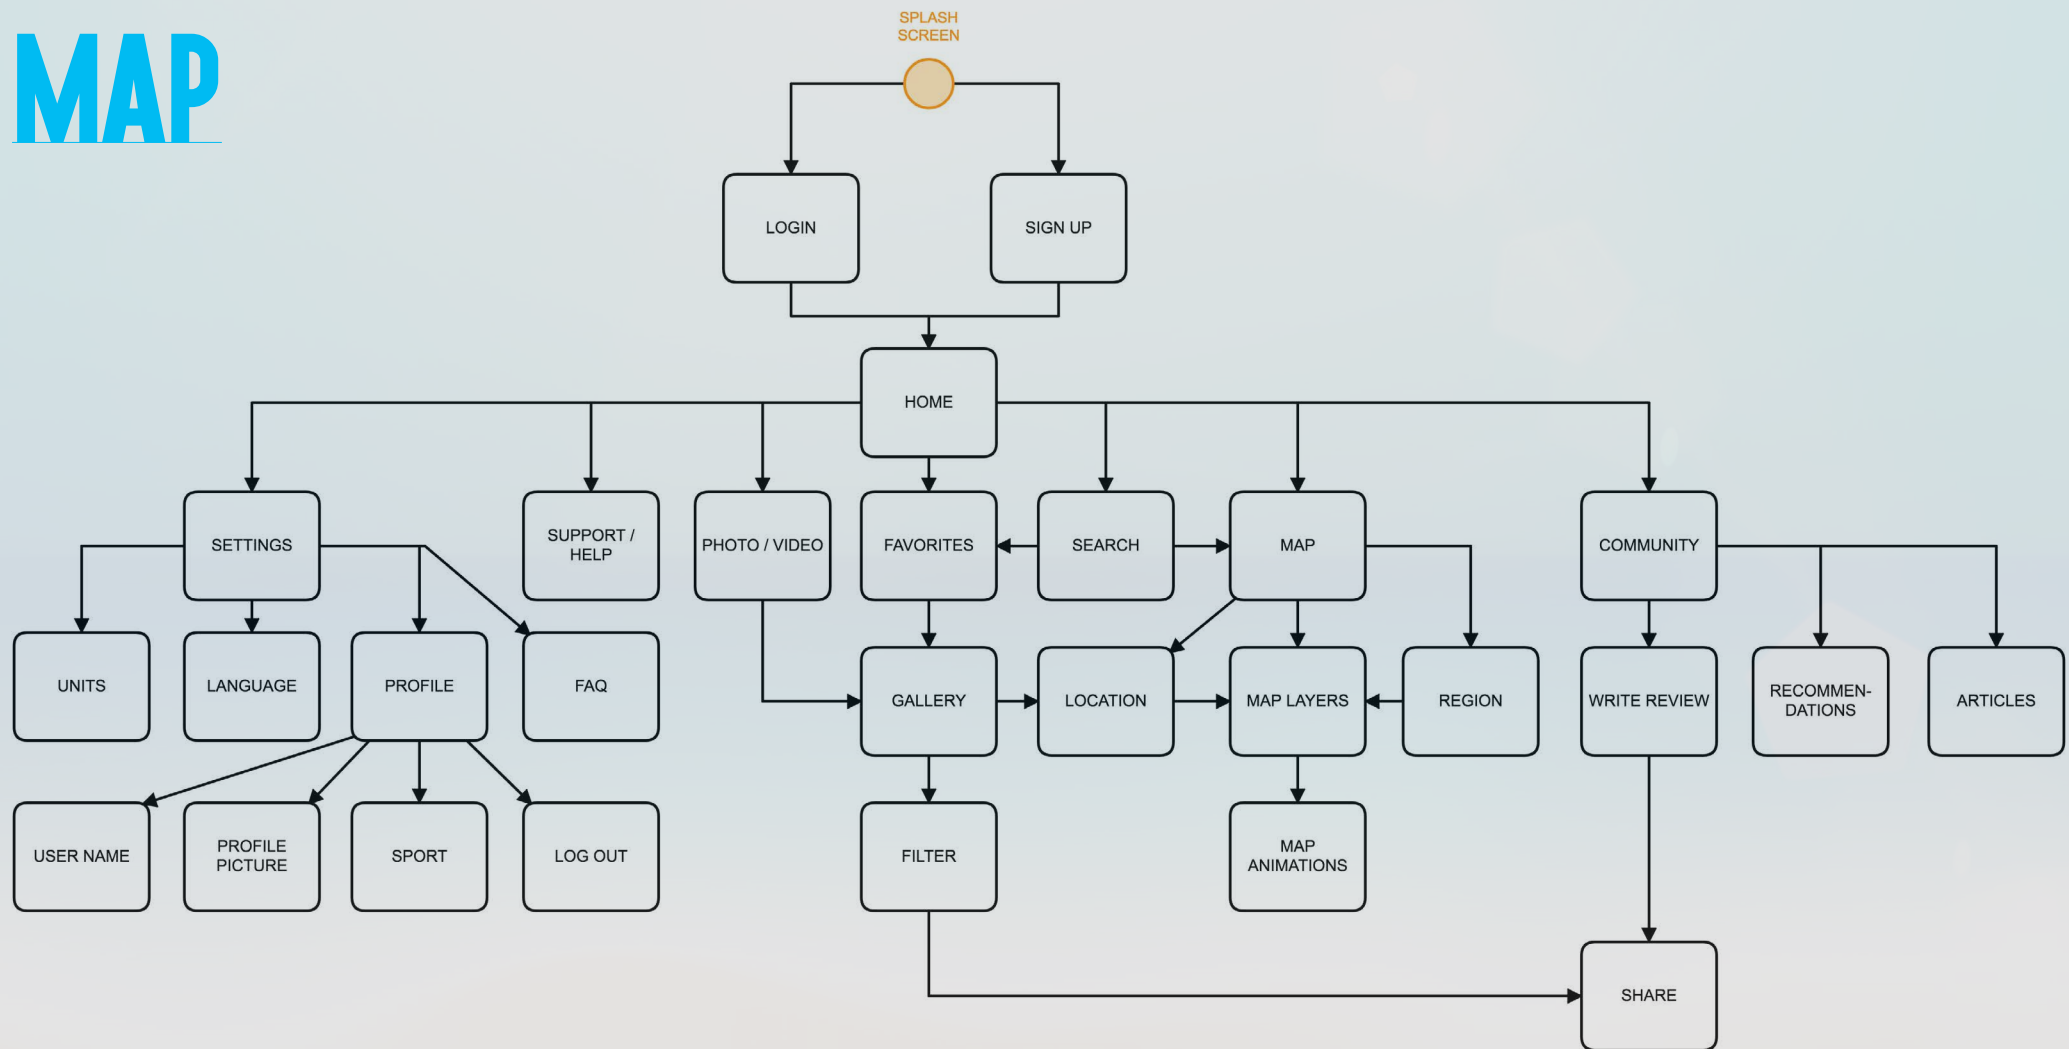 MAP
SPLASH
SCREEN
LOGIN
SIGN UP
HOME
SETTINGS
SUPPORT /
HELP
PHOTO / VIDEO
FAVORITES
SEARCH
MAP
COMMUNITY
UNITS
LANGUAGE
PROFILE
FAQ
GALLERY
LOCATION
MAP LAYERS
REGION
WRITE REVIEW
RECOMMEN-
DATIONS
ARTICLES
USER NAME
PROFILE
PICTURE
SPORT
LOG OUT
FILTER
MAP
ANIMATIONS
SHARE